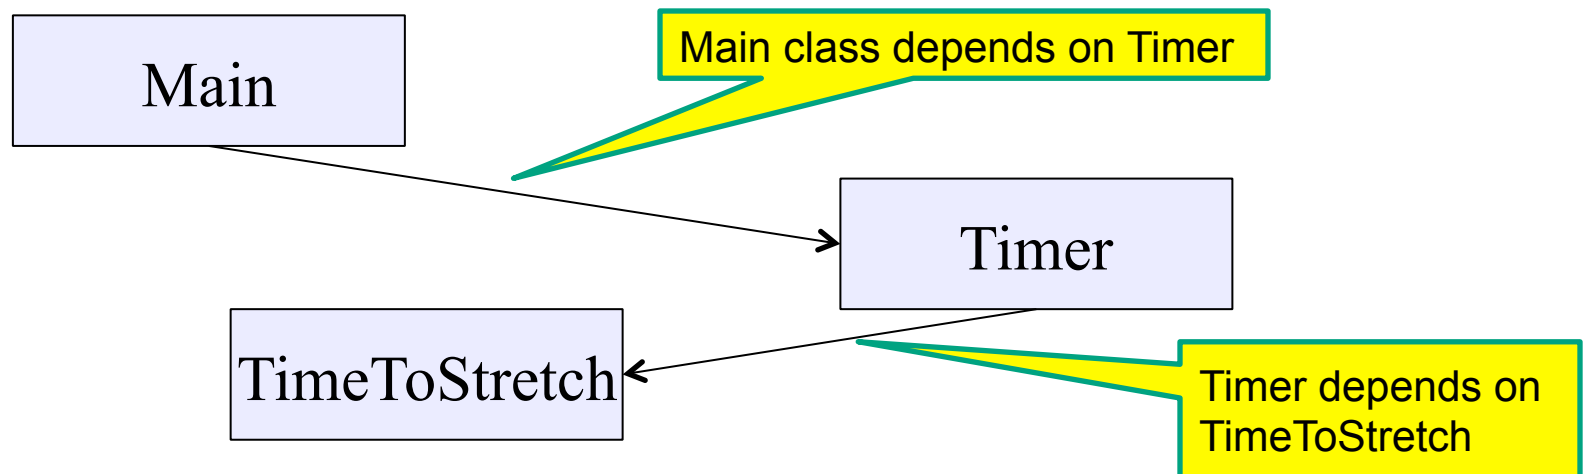 Main class depends on Timer
Main
Timer
TimeToStretch
Timer depends on
TimeToStretch